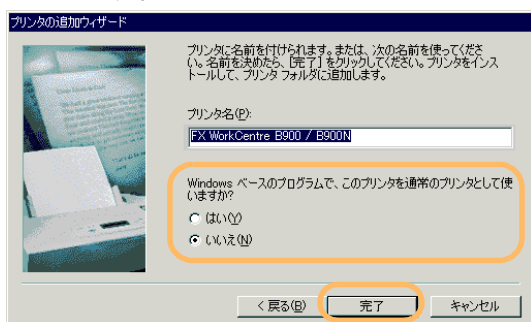 プリンタの追加ウィザード
プリンタに名前を付けられます。または、次の名前を使ってくださ
い。名前を決めたら、[完了] をクリックしてください。プリンタをインス
トールして、プリンタ フォルダに追加します。
プリンタ名(P):
FX WorkCentre B900 / B900N
Windows ベースのプログラムで、このプリンタを通常のプリンタとして使
いますか?
はい(Y)
いいえ(N)
< 戻る(B)
完了
キャンセル